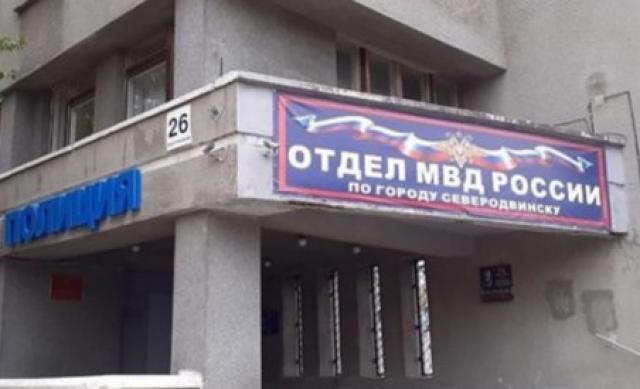 ПОЛИЦИЯ
26
ОТДЕЛ МВД РОССИИ
ПО ГОРОДУ СЕВЕРОДВИНСКУ